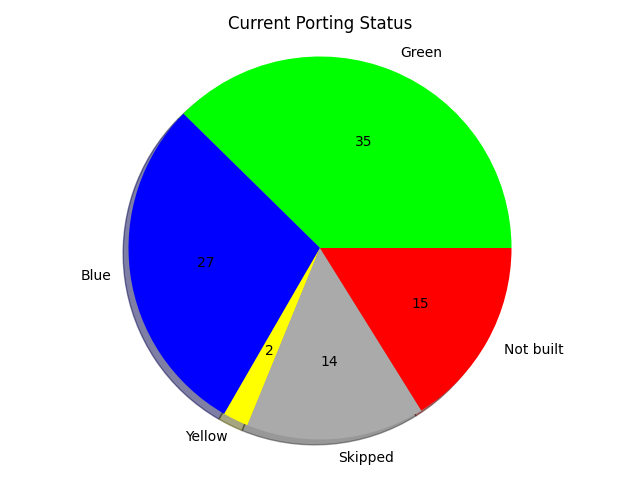 Current Porting Status
Green
35
Blue
27
Yellow
2
Skipped
14
Not built
15